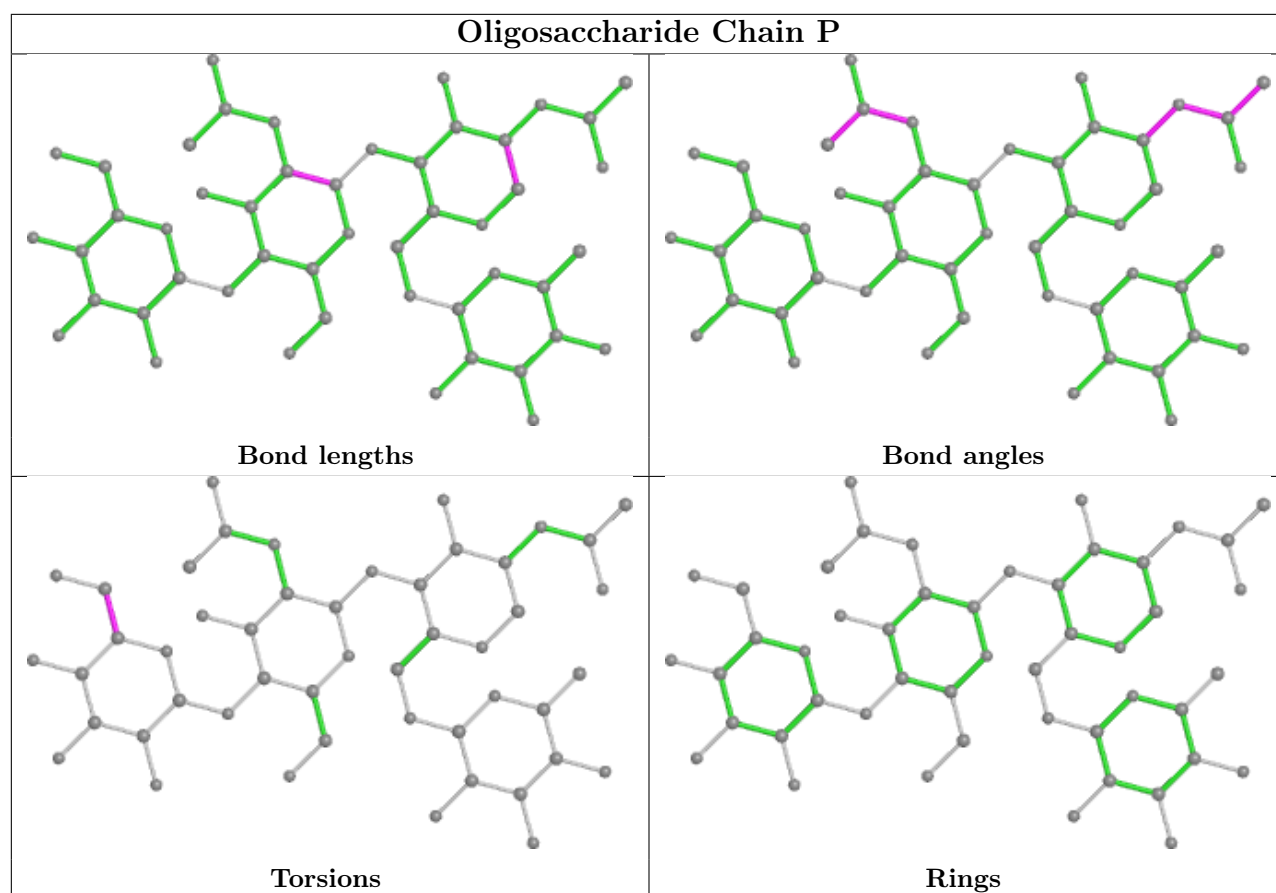 Oligosaccharide Chain P
Bond lengths
Bond angles
Torsions
Rings